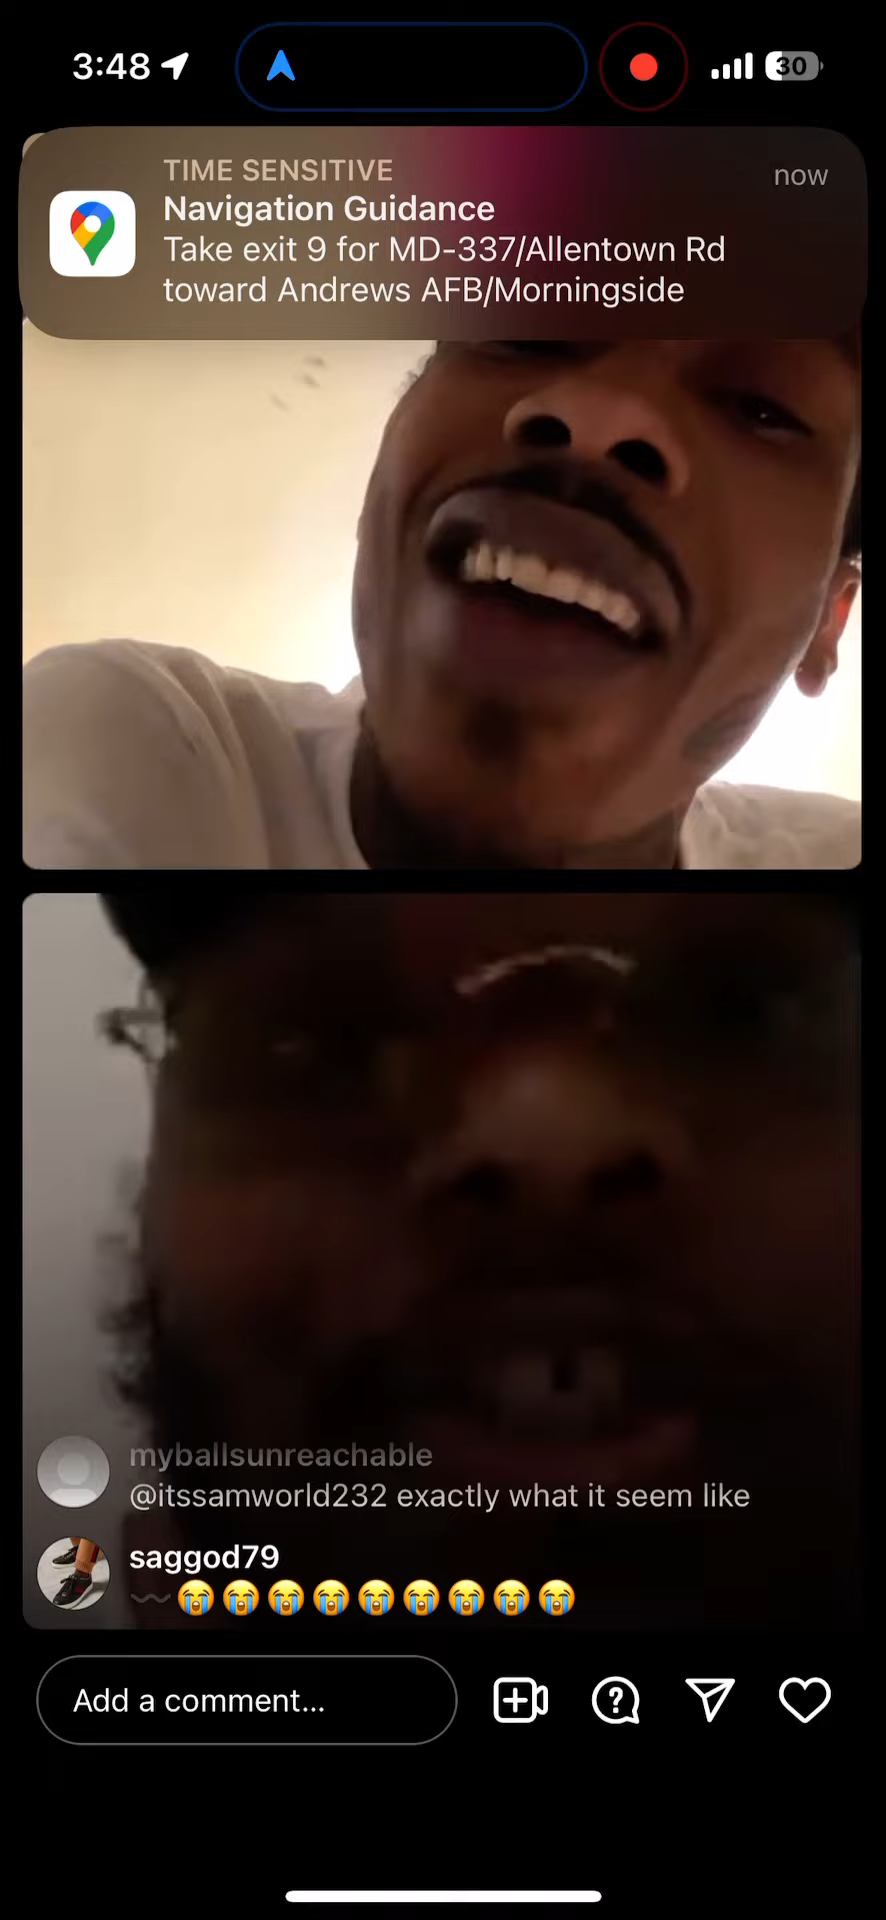 3:48
30
TIME SENSITIVE
now
Navigation Guidance
Take exit 9 for MD-337/Allentown Rd
toward Andrews AFB/Morningside
myballsunreachable
@itssamworld232 exactly what it seem like
saggod79
〰️😭😭😭😭😭😭😭😭😭
Add a comment...